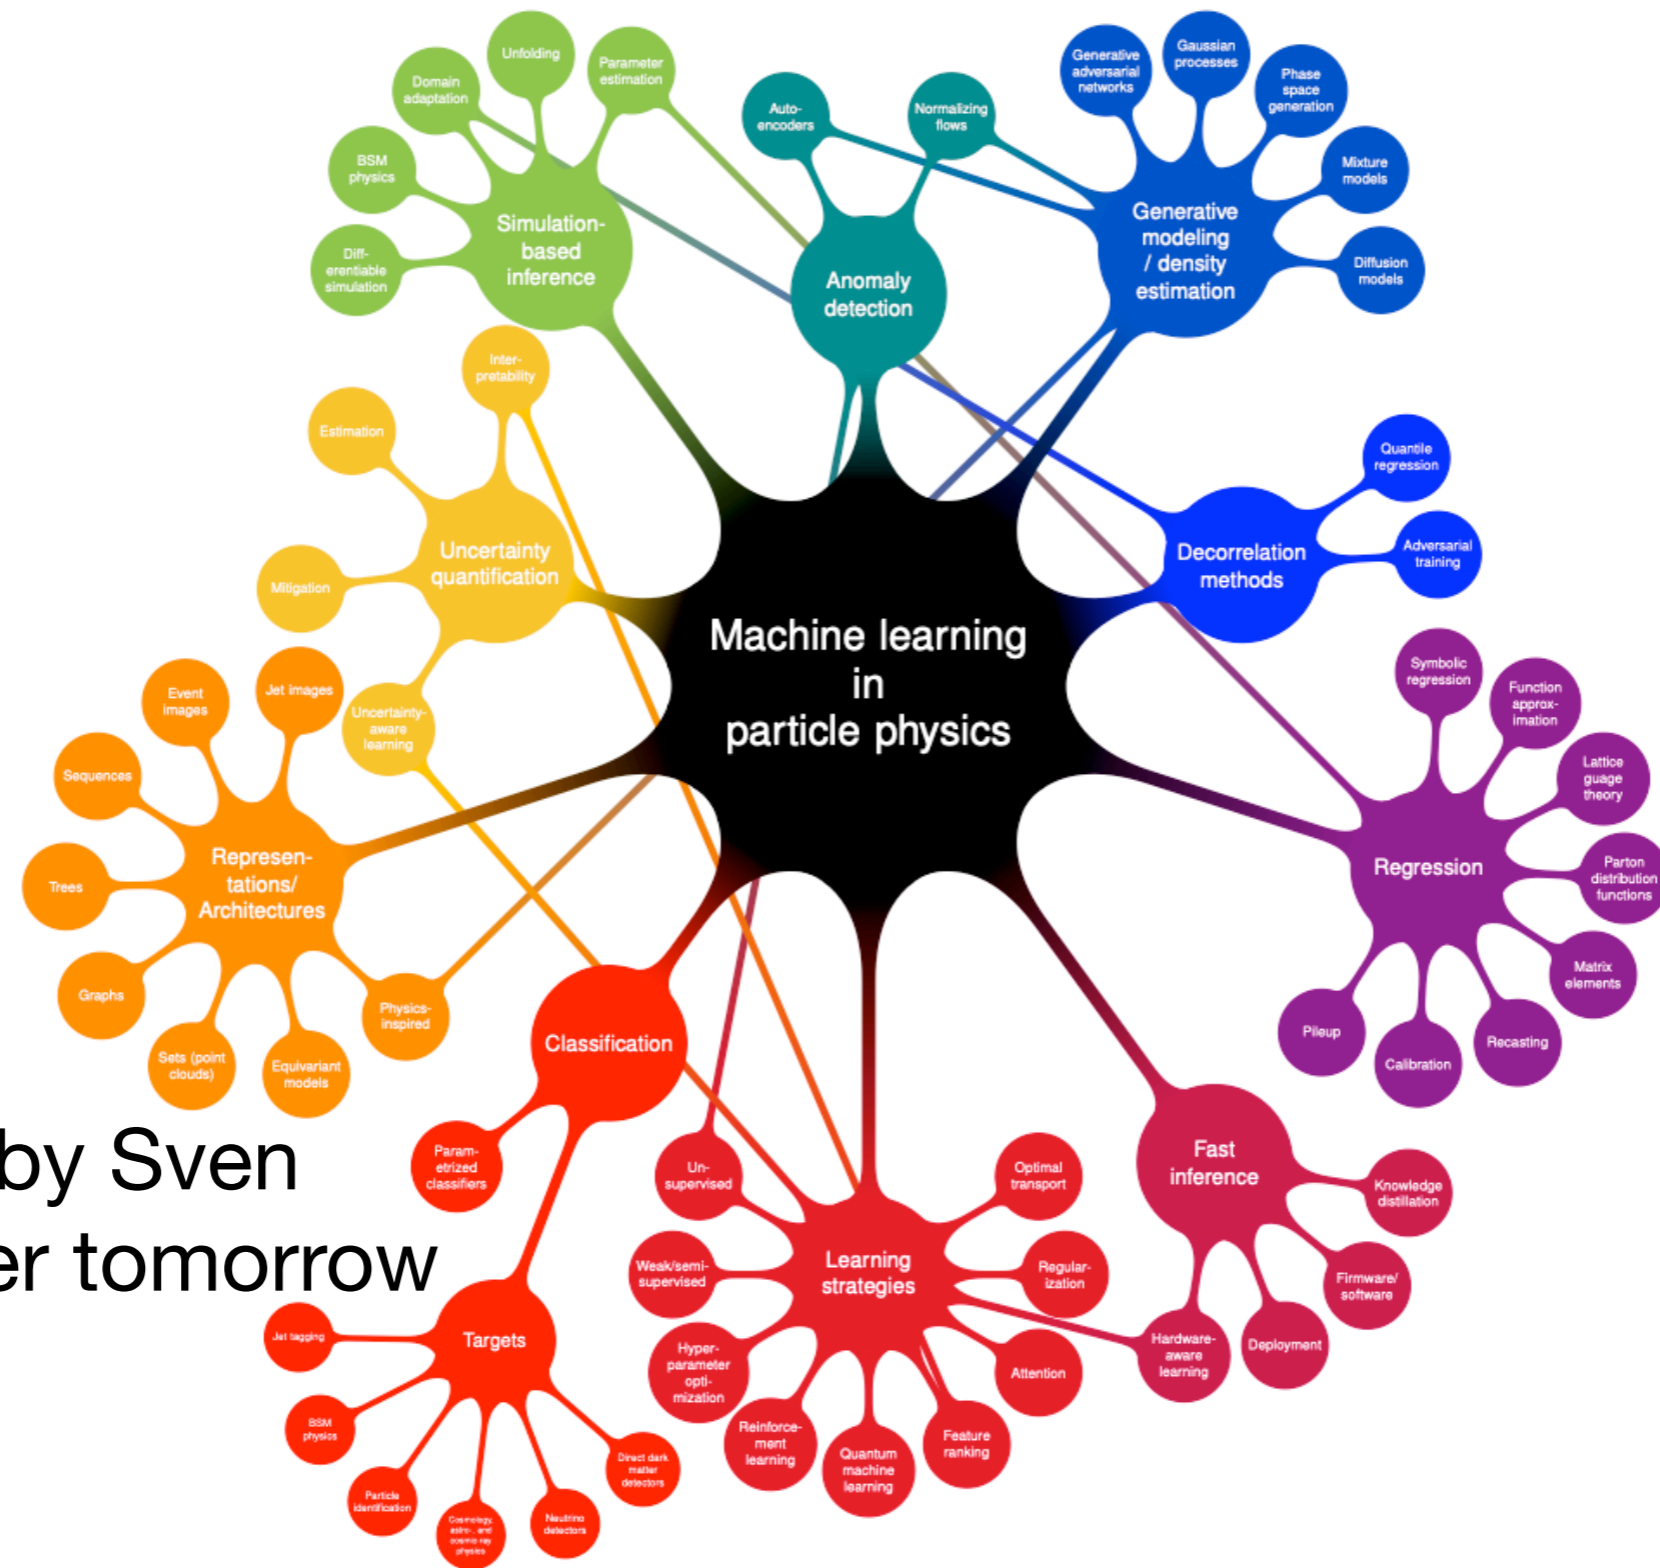 Unfolding
Domain
adaptation
Parameter
estimation
BSM
physics
Diff-
erentiable
simulation
Simulation-
based
inference
Auto-
encoders
Normalizing
flows
Anomaly
detection
Generative
adversarial
networks
Gaussian
processes
Phase
space
generation
Mixture
models
Diffusion
models
Generative
modeling
/ density
estimation
Inter-
pretability
Estimation
Mitigation
Uncertainty
quantification
Uncertainty-
aware
learning
Quantile
regression
Adversarial
training
Decorrelation
methods
Machine learning
in
particle physics
Jet images
Event
images
Sequences
Trees
Graphs
Sets (point
clouds)
Equivariant
models
Physics-
inspired
Represen-
tations/
Architectures
Symbolic
regression
Function
approx-
imation
Lattice
guage
theory
Parton
distribution
functions
Matrix
elements
Recasting
Calibration
Pileup
Regression
Classification
Param-
etrized
classifiers
by Sven
er tomorrow
Targets
Jet tagging
BSM
physics
Particle
identification
Cosmology,
astro-, and
cosmic ray
physics
Neutrino
detectors
Direct dark
matter
detectors
Un-
supervised
Weak/semi-
supervised
Hyper-
parameter
opti-
mization
Reinforce-
ment
learning
Quantum
machine
learning
Feature
ranking
Attention
Regular-
ization
Optimal
transport
Learning
strategies
Fast
inference
Knowledge
distillation
Firmware/
software
Deployment
Hardware-
aware
learning